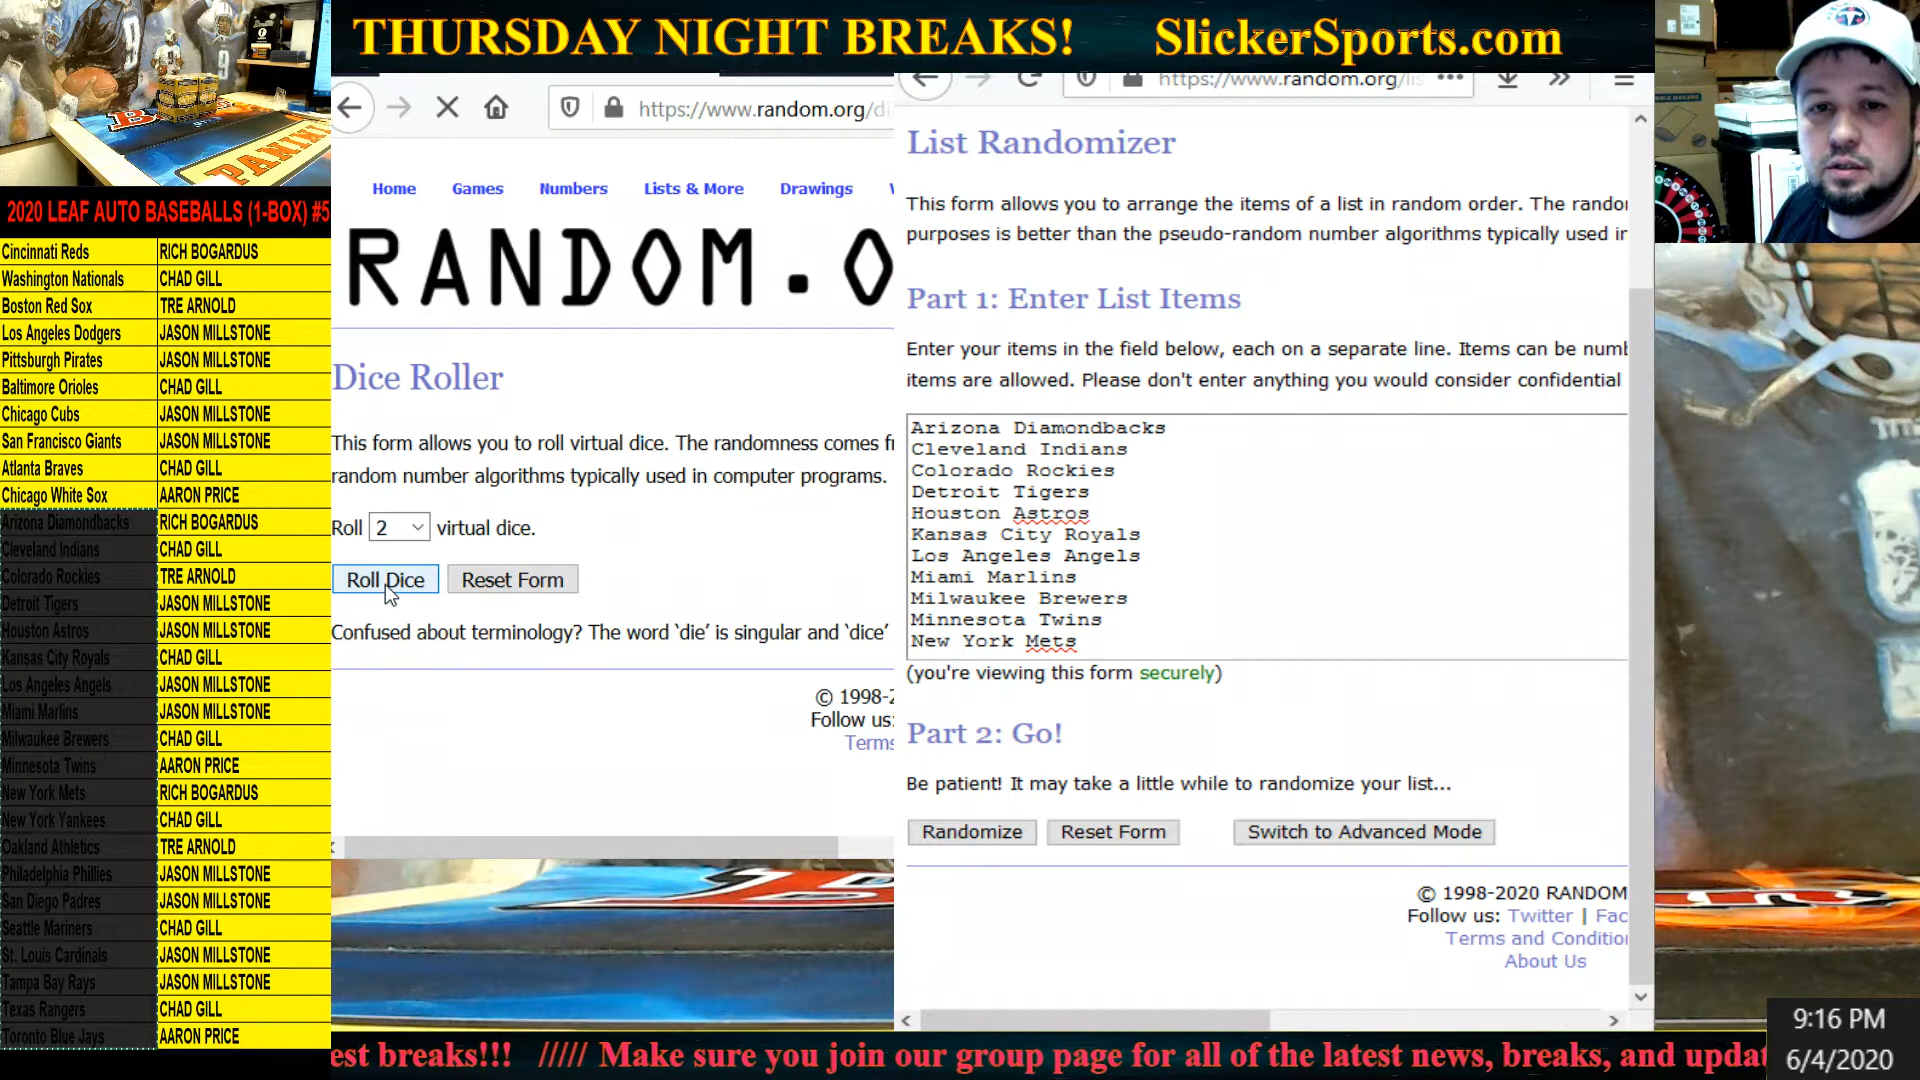 THURSDAY NIGHT BREAKS! SlickerSports.com
PANINI
2020 LEAF AUTO BASEBALLS (1-BOX) #5
Cincinnati Reds RICH BOGARDUS
Washington Nationals CHAD GILL
Boston Red Sox TRE ARNOLD
Los Angeles Dodgers JASON MILLSTONE
Pittsburgh Pirates JASON MILLSTONE
Baltimore Orioles CHAD GILL
Chicago Cubs JASON MILLSTONE
San Francisco Giants JASON MILLSTONE
Atlanta Braves CHAD GILL
Chicago White Sox AARON PRICE
Arizona Diamondbacks RICH BOGARDUS
Cleveland Indians CHAD GILL
Colorado Rockies TRE ARNOLD
Detroit Tigers JASON MILLSTONE
Houston Astros JASON MILLSTONE
Kansas City Royals CHAD GILL
Los Angeles Angels JASON MILLSTONE
Miami Marlins JASON MILLSTONE
Milwaukee Brewers CHAD GILL
Minnesota Twins AARON PRICE
New York Mets RICH BOGARDUS
New York Yankees CHAD GILL
Oakland Athletics TRE ARNOLD
Philadelphia Phillies JASON MILLSTONE
San Diego Padres JASON MILLSTONE
Seattle Mariners CHAD GILL
St. Louis Cardinals JASON MILLSTONE
Tampa Bay Rays JASON MILLSTONE
Texas Rangers CHAD GILL
Toronto Blue Jays AARON PRICE
https://www.random.org/di
Home Games Numbers Lists & More Drawings
RANDOM.O
Dice Roller
This form allows you to roll virtual dice. The randomness comes fr
random number algorithms typically used in computer programs.
Roll 2 virtual dice.
Roll Dice Reset Form
Confused about terminology? The word ‘die’ is singular and ‘dice’
© 1998-2
Follow us:
Terms
https://www.random.org/lis
List Randomizer
This form allows you to arrange the items of a list in random order. The rando
purposes is better than the pseudo-random number algorithms typically used in
Part 1: Enter List Items
Enter your items in the field below, each on a separate line. Items can be numb
items are allowed. Please don't enter anything you would consider confidential
Arizona Diamondbacks
Cleveland Indians
Colorado Rockies
Detroit Tigers
Houston Astros
Kansas City Royals
Los Angeles Angels
Miami Marlins
Milwaukee Brewers
Minnesota Twins
New York Mets
(you're viewing this form securely)
Part 2: Go!
Be patient! It may take a little while to randomize your list...
Randomize Reset Form Switch to Advanced Mode
© 1998-2020 RANDOM
Follow us: Twitter | Fac
Terms and Conditio
About Us
est breaks!!! ///// Make sure you join our group page for all of the latest news, breaks, and updat
9:16 PM
6/4/2020